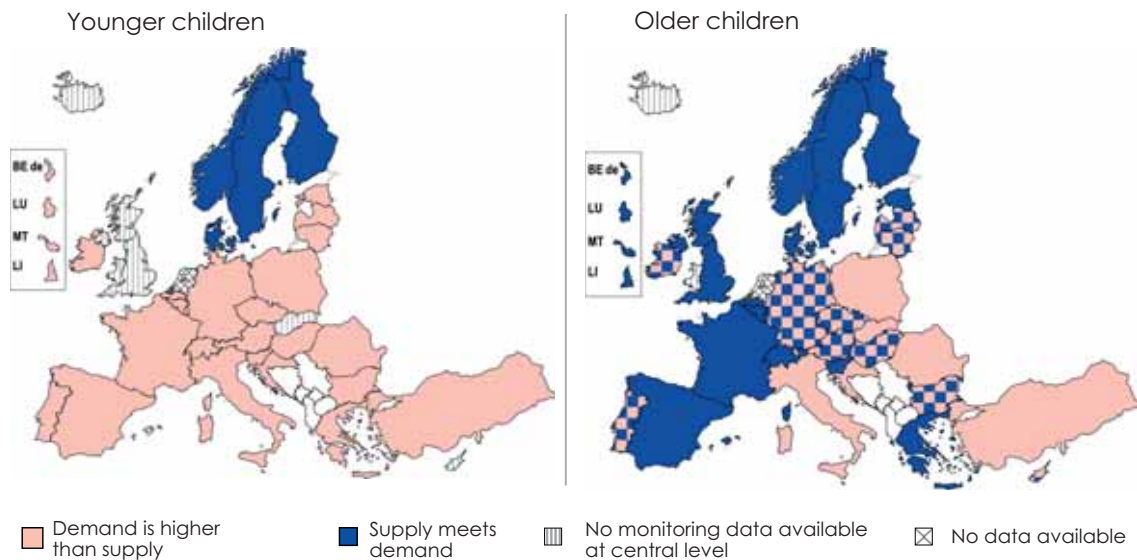 Younger children
Older children
BE de
LU
MT
LI
BE de
LU
MT
LI
Demand is higher
than supply
Supply meets
demand
No monitoring data available
at central level
No data available